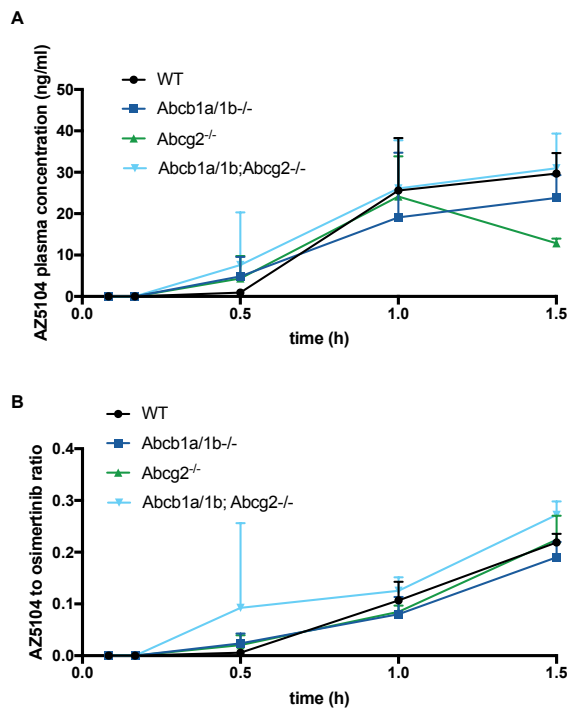 A
WT
Abcb1a/1b-/-
Abcg2-/-
Abcb1a/1b;Abcg2-/-
AZ5104 plasma concentration (ng/ml)
50
40
30
20
10
0
0.0 0.5 1.0 1.5
time (h)
B
WT
Abcb1a/1b-/-
Abcg2-/-
Abcb1a/1b; Abcg2-/-
AZ5104 to osimertinib ratio
0.4
0.3
0.2
0.1
0.0
0.0 0.5 1.0 1.5
time (h)